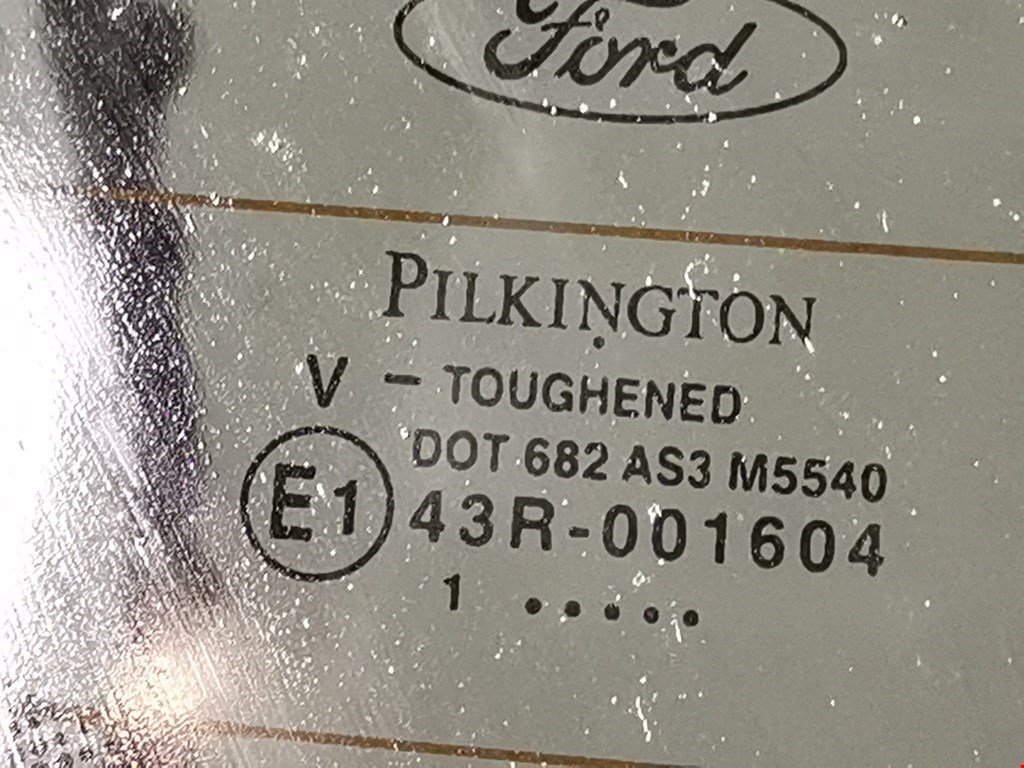 Ford
PILKINGTON
V - TOUGHENED
DOT 682 AS3 M5540
E1 43R-001604
1 .....